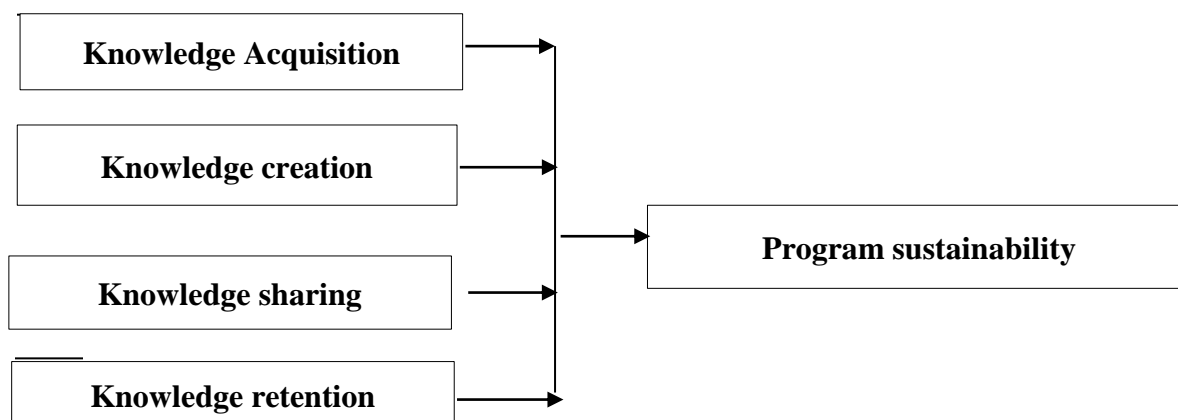 Knowledge Acquisition
Knowledge creation
Program sustainability
Knowledge sharing
Knowledge retention